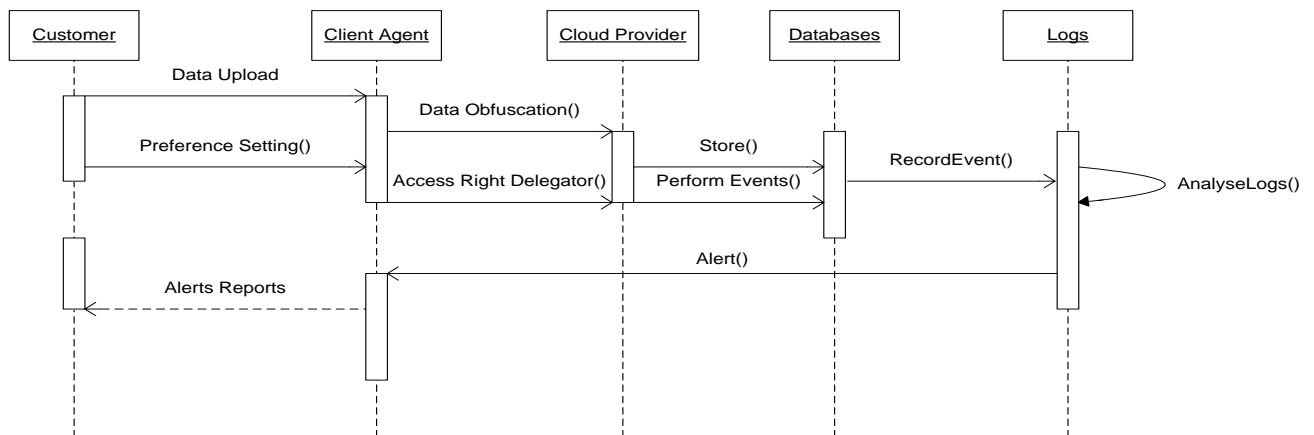 Customer
Client Agent
Cloud Provider
Databases
Logs
Data Upload
Data Obfuscation()
Preference Setting()
Store()
RecordEvent()
Access Right Delegator()
Perform Events()
AnalyseLogs()
Alert()
Alerts Reports